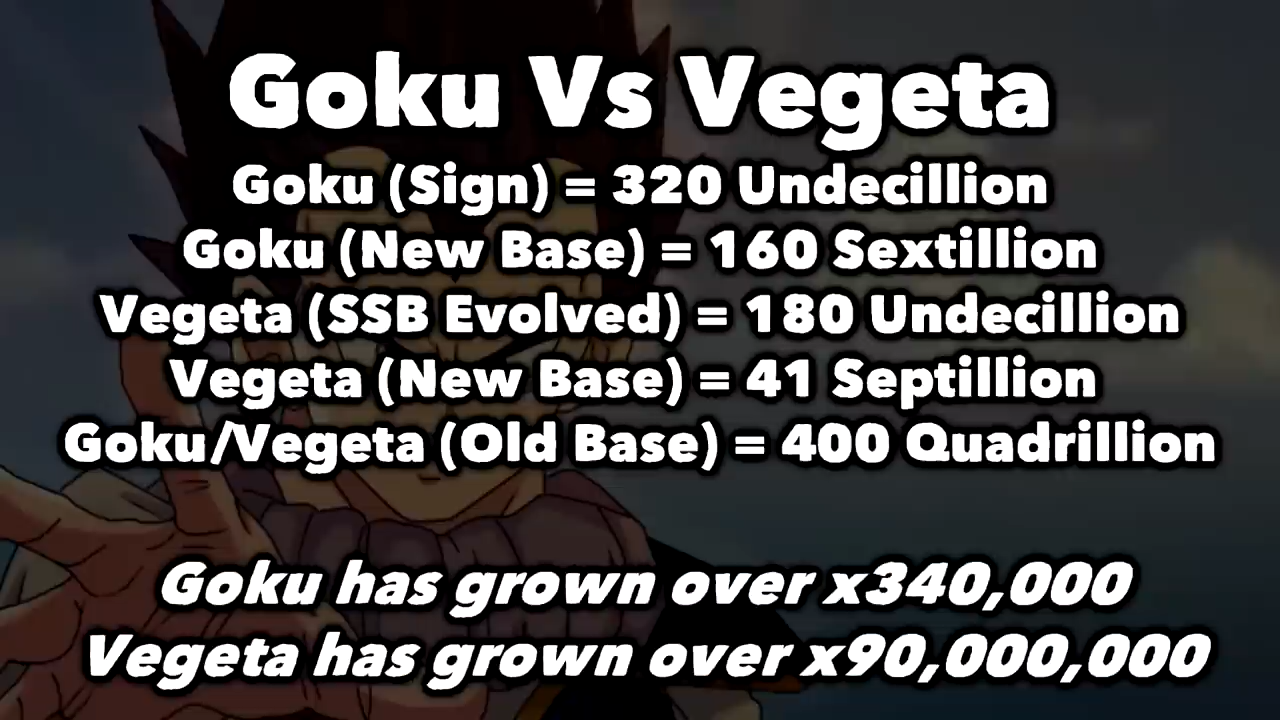 Goku Vs Vegeta
Goku (Sign) = 320 Undecillion
Goku (New Base) = 160 Sextillion
Vegeta (SSB Evolved) = 180 Undecillion
Vegeta (New Base) = 41 Septillion
Goku/Vegeta (Old Base) = 400 Quadrillion
Goku has grown over x340,000
Vegeta has grown over x90,000,000